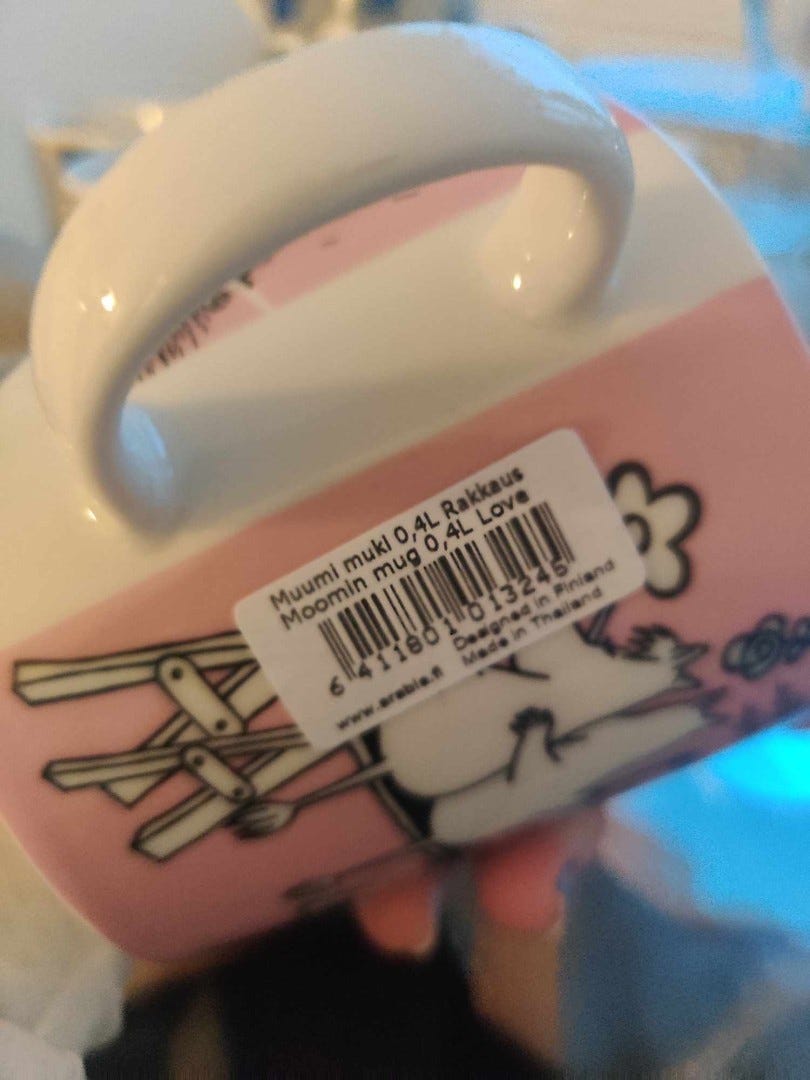 Muumi muki 0,4L Rakkaus
Moomin mug 0,4L Love
6 411801 013245
www.arabia.fi
Designed in Finland
Made in Thailand